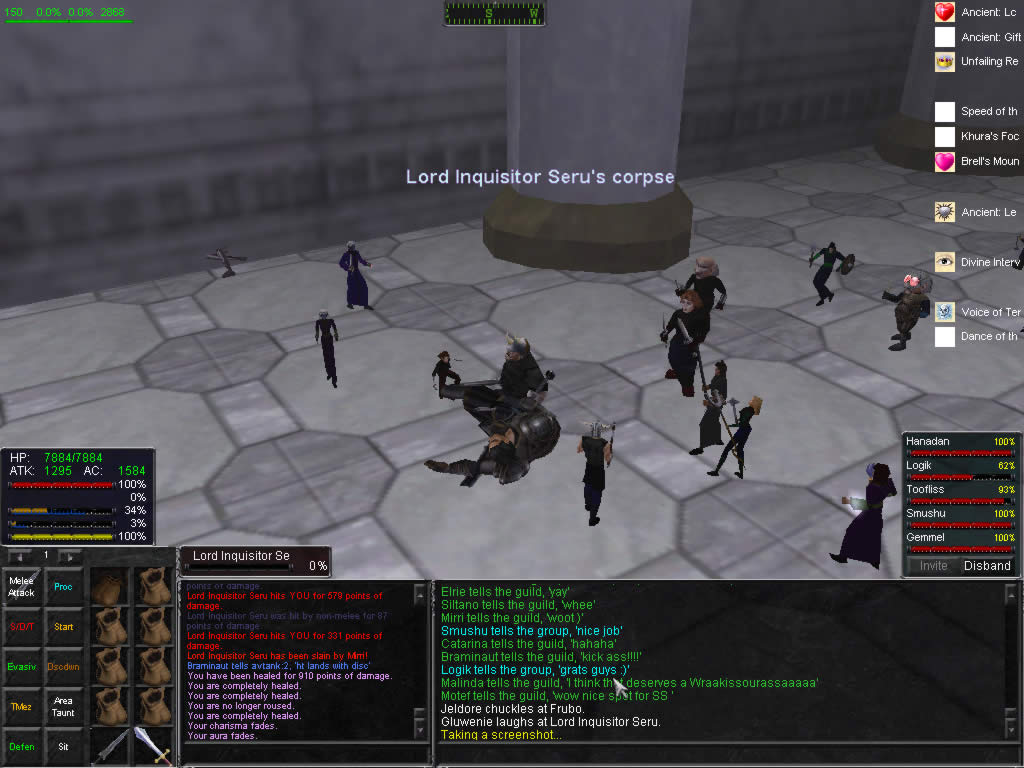 150 0.0% 0.0% 2868
S W
Ancient: Lc
Ancient: Gift
Unfailing Re
Speed of th
Khura's Foc
Brell's Moun
Ancient: Le
Divine Interv
Voice of Ter
Dance of th
Lord Inquisitor Seru's corpse
HP: 7884/7884
ATK: 1295 AC: 1584
100%
0%
34%
3%
100%
Hanadan 100%
Logik 62%
Toofliss 93%
Smushu 100%
Gemmel 100%
Invite Disband
1
Melee Attack
Proc
S/D/T
Start
Evasiv
Dscdwn
TMez
Area Taunt
Defen
Sit
Lord Inquisitor Se
0%
points of damage.
Lord Inquisitor Seru hits YOU for 579 points of
damage.
Lord Inquisitor Seru was hit by non-melee for 87
points of damage.
Lord Inquisitor Seru hits YOU for 331 points of
damage.
Lord Inquisitor Seru has been slain by Mirri!
Braminaut tells avtank:2, 'ht lands with disc'
You have been healed for 910 points of damage.
You are completely healed.
You are no longer roused.
You are completely healed.
Your charisma fades.
Your aura fades.
Elrie tells the guild, 'yay'
Siltano tells the guild, 'whee'
Mirri tells the guild, 'woot)'
Smushu tells the group, 'nice job'
Catarina tells the guild, 'hahaha'
Braminaut tells the guild, 'kick ass!!!!'
Logik tells the group, 'grats guys :)'
Malinda tells the guild, 'I think deserves a Wraakissourassaaaaa'
Motef tells the guild, 'wow nice spot for SS '
Jeldore chuckles at Frubo.
Gluwenie laughs at Lord Inquisitor Seru.
Taking a screenshot...